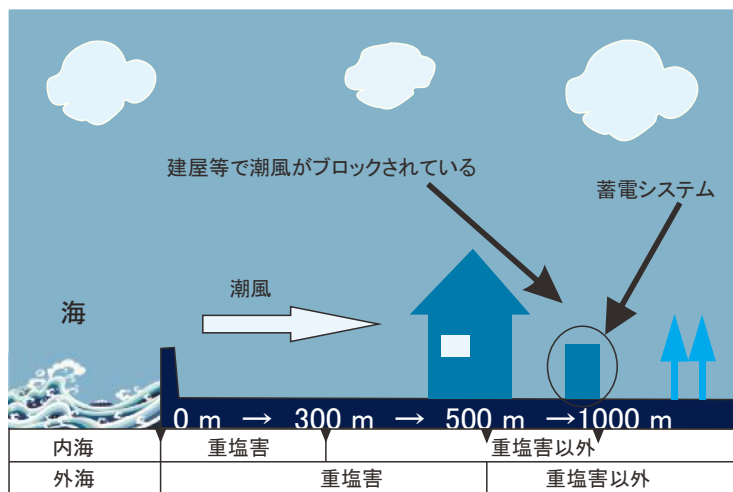 建屋等で潮風がブロックされている
蓄電システム
潮風
海
0 m → 300 m → 500 m →1000 m
内海 重塩害 重塩害以外
外海 重塩害 重塩害以外